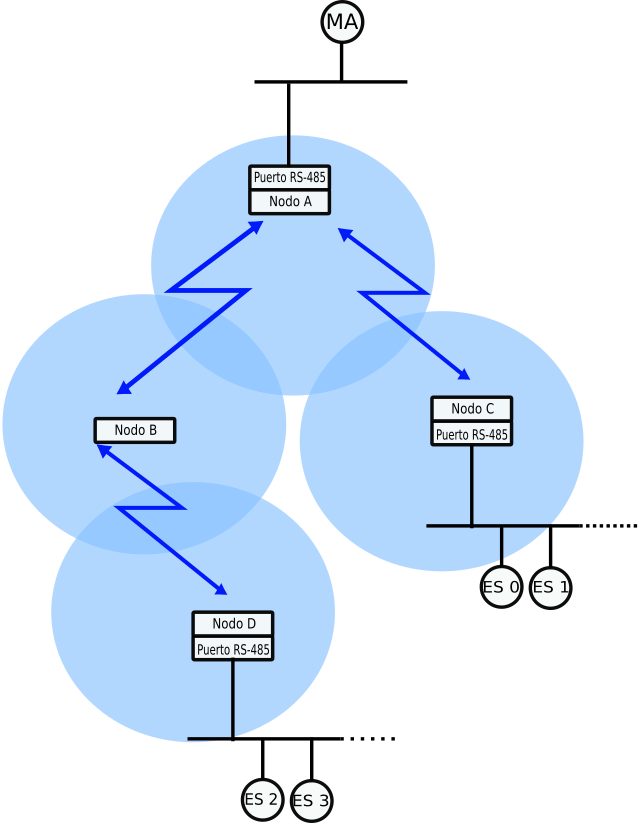 MA
Puerto RS-485
Nodo A
Nodo C
Puerto RS-485
Nodo B
ES 0
ES 1
Nodo D
Puerto RS-485
ES 2
ES 3